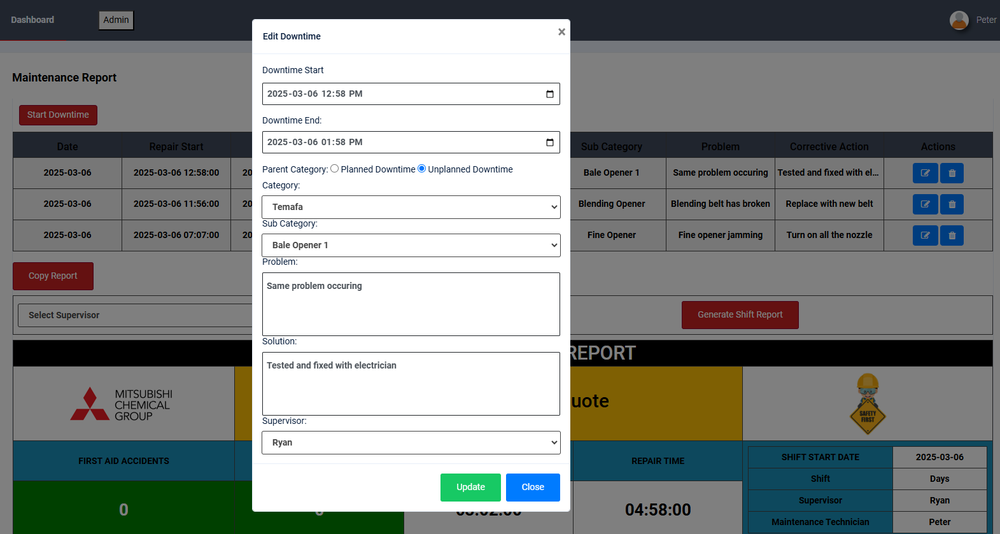 Dashboard
Admin
Peter
Edit Downtime
×
Maintenance Report
Downtime Start
2025-03-06 12:58 PM
Start Downtime
Downtime End:
2025-03-06 01:58 PM
Date Repair Start Sub Category Problem Corrective Action Actions
Parent Category: Planned Downtime Unplanned Downtime
2025-03-06 2025-03-06 12:58:00 20 Bale Opener 1 Same problem occuring Tested and fixed with el...
Category:
Temafa
2025-03-06 2025-03-06 11:56:00 20 Blending Opener Blending belt has broken Replace with new belt
Sub Category:
Bale Opener 1
2025-03-06 2025-03-06 07:07:00 20 Fine Opener Fine opener jamming Turn on all the nozzle
Problem:
Same problem occuring
Copy Report
Select Supervisor
Generate Shift Report
Solution:
Tested and fixed with electrician
REPORT
MITSUBISHI
CHEMICAL
GROUP
uote
SAFETY
FIRST
Supervisor:
Ryan
FIRST AID ACCIDENTS
REPAIR TIME
SHIFT START DATE 2025-03-06
Shift Days
Supervisor Ryan
Maintenance Technician Peter
Update
Close
0
04:58:00